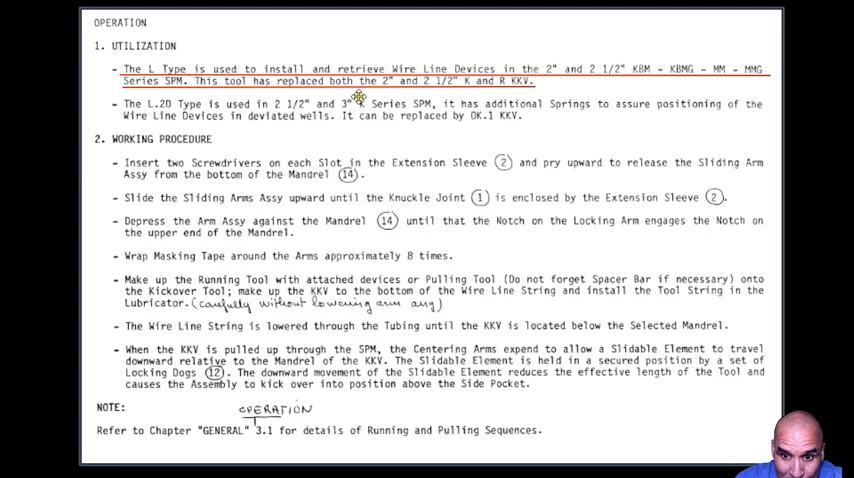 OPERATION
1. UTILIZATION
- The L Type is used to install and retrieve Wire Line Devices in the 2" and 2 1/2" KBM - KBMG - MM - MMG
Series SPM. This tool has replaced both the 2" and 2 1/2" K and R KKV.
- The L.2D Type is used in 2 1/2" and 3" K Series SPM, it has additional Springs to assure positioning of the
Wire Line Devices in deviated wells. It can be replaced by OK.1 KKV.
2. WORKING PROCEDURE
- Insert two Screwdrivers on each Slot in the Extension Sleeve (2) and pry upward to release the Sliding Arm
Assy from the bottom of the Mandrel (14).
- Slide the Sliding Arms Assy upward until the Knuckle Joint (1) is enclosed by the Extension Sleeve (2).
- Depress the Arm Assy against the Mandrel (14) until that the Notch on the Locking Arm engages the Notch on
the upper end of the Mandrel.
- Wrap Masking Tape around the Arms approximately 8 times.
- Make up the Running Tool with attached devices or Pulling Tool (Do not forget Spacer Bar if necessary) onto
the Kickover Tool; make up the KKV to the bottom of the Wire Line String and install the Tool String in the
Lubricator. (carefully without lowering arm any)
- The Wire Line String is lowered through the Tubing until the KKV is located below the Selected Mandrel.
- When the KKV is pulled up through the SPM, the Centering Arms expend to allow a Slidable Element to travel
downward relative to the Mandrel of the KKV. The Slidable Element is held in a secured position by a set of
Locking Dogs (12). The downward movement of the Slidable Element reduces the effective length of the Tool and
causes the Assembly to kick over into position above the Side Pocket.
NOTE:
OPERATION
Refer to Chapter "GENERAL" 3.1 for details of Running and Pulling Sequences.